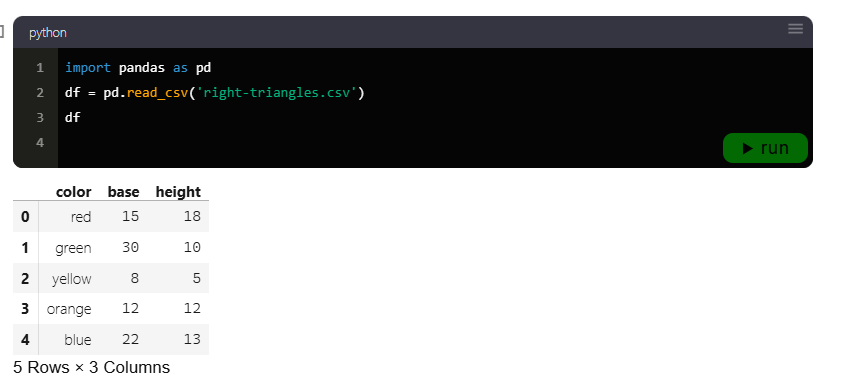 python
1 import pandas as pd
2 df = pd.read_csv('right-triangles.csv')
3 df
4
run
color base height
0 red 15 18
1 green 30 10
2 yellow 8 5
3 orange 12 12
4 blue 22 13
5 Rows × 3 Columns